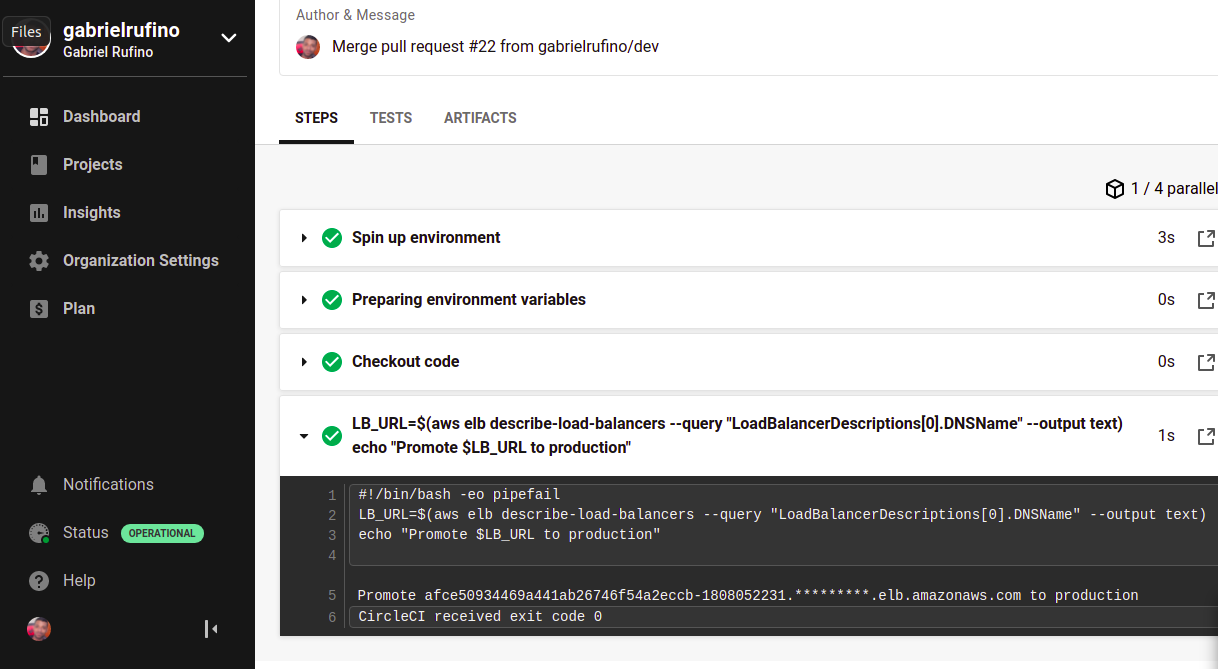 Files
gabrielrufino
Gabriel Rufino
Dashboard
Projects
Insights
Organization Settings
Plan
Notifications
Status OPERATIONAL
Help
Author & Message
Merge pull request #22 from gabrielrufino/dev
STEPS TESTS ARTIFACTS
1 / 4 parallel
Spin up environment 3s
Preparing environment variables 0s
Checkout code 0s
LB_URL=$(aws elb describe-load-balancers --query "LoadBalancerDescriptions[0].DNSName" --output text)
echo "Promote $LB_URL to production" 1s
1 #!/bin/bash -eo pipefail
2 LB_URL=$(aws elb describe-load-balancers --query "LoadBalancerDescriptions[0].DNSName" --output text)
3 echo "Promote $LB_URL to production"
4
5 Promote afce50934469a441ab26746f54a2eccb-1808052231.*********.elb.amazonaws.com to production
6 CircleCI received exit code 0